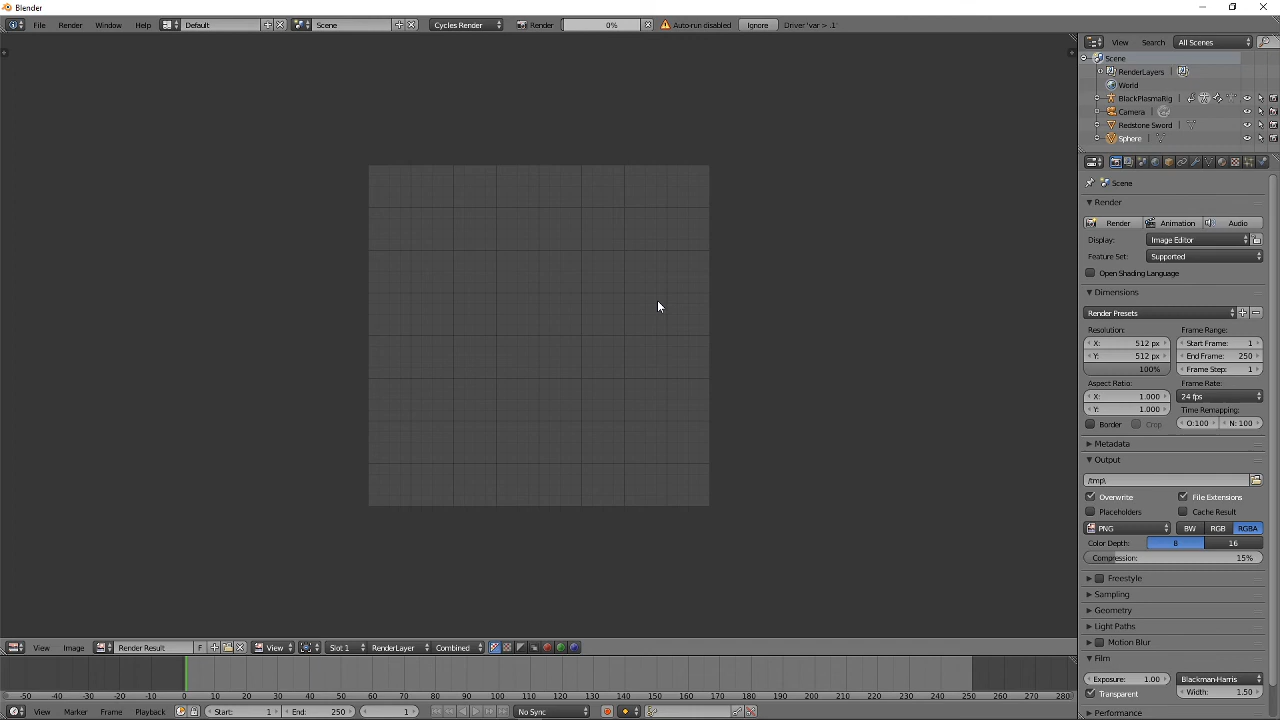 Blender
File Render Window Help Default Scene Cycles Render Render 0% Auto-run disabled Ignore Driver 'var > .1'
View Search All Scenes
Scene
RenderLayers
World
BlackPlasmaRig
Camera
Redstone Sword
Sphere
Scene
Render
Render Animation Audio
Display: Image Editor
Feature Set: Supported
Open Shading Language
Dimensions
Render Presets
Resolution: Frame Range:
X: 512 px Start Frame: 1
Y: 512 px End Frame: 250
100% Frame Step: 1
Aspect Ratio: Frame Rate:
X: 1.000 24 fps
Y: 1.000 Time Remapping:
Border Crop O:100 N: 100
Metadata
Output
/tmp\
Overwrite File Extensions
Placeholders Cache Result
PNG BW RGB RGBA
Color Depth: 8 16
Compression: 15%
Freestyle
Sampling
Geometry
Light Paths
Motion Blur
Film
Exposure: 1.00 Blackman-Harris
Transparent Width: 1.50
Performance
View Image Render Result F View Slot 1 RenderLayer Combined
-50 -40 -30 -20 -10 0 10 20 30 40 50 60 70 80 90 100 110 120 130 140 150 160 170 180 190 200 210 220 230 240 250 260 270 280
View Marker Frame Playback Start: 1 End: 250 1 No Sync